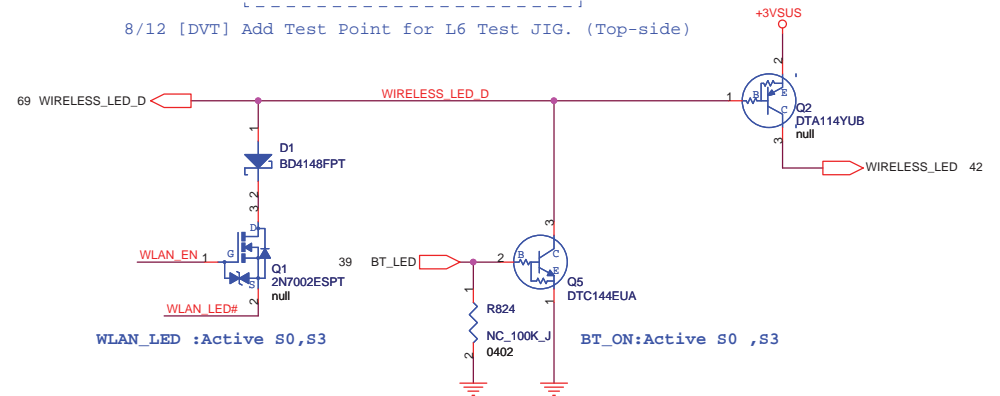 8/12 [DVT] Add Test Point for L6 Test JIG. (Top-side)
+3VSUS
2
69 WIRELESS_LED_D
WIRELESS_LED_D
1
B
E
C
Q2
DTA114YUB
null
3
WIRELESS_LED 42
1
D1
BD4148FPT
2
3
D
WLAN_EN 1
G
S
Q1
2N7002ESPT
null
2
WLAN_LED#
39 BT_LED
2
3
B
C
E
Q5
DTC144EUA
1
1
R824
NC_100K_J
0402
2
WLAN_LED :Active S0,S3
BT_ON:Active S0 ,S3